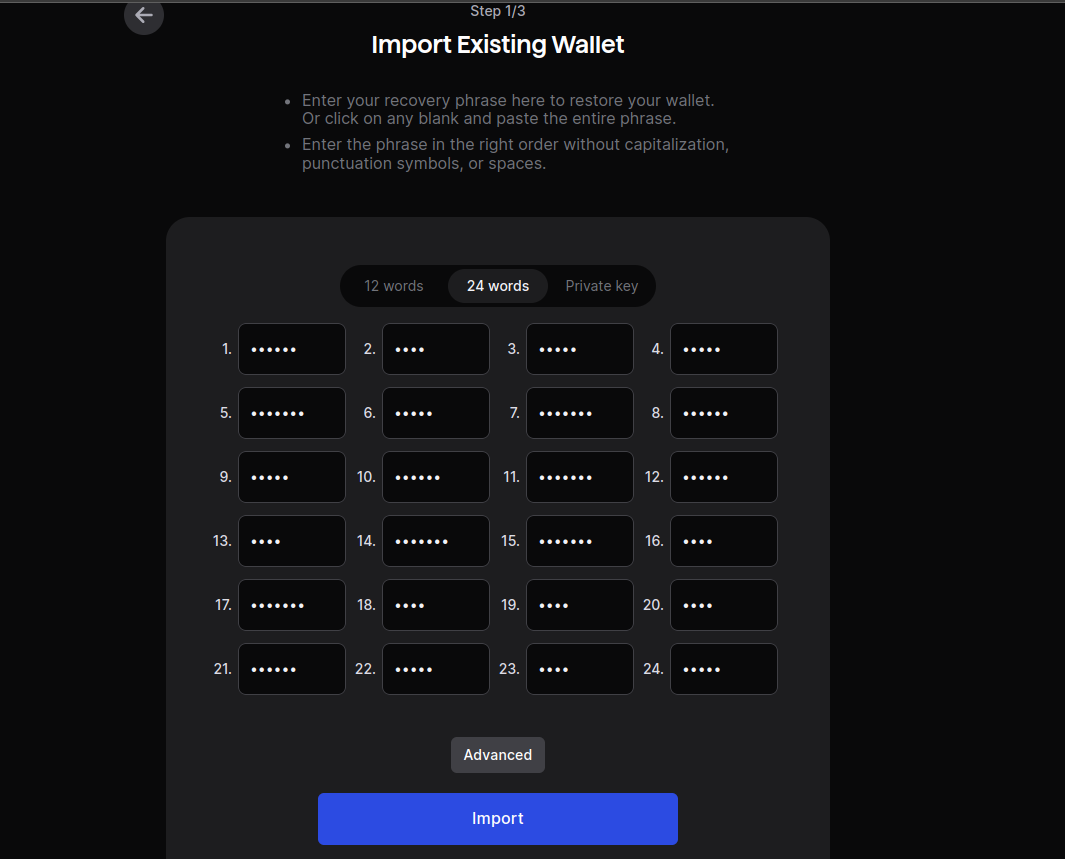 Step 1/3
Import Existing Wallet
• Enter your recovery phrase here to restore your wallet.
Or click on any blank and paste the entire phrase.
• Enter the phrase in the right order without capitalization,
punctuation symbols, or spaces.
12 words 24 words Private key
1. •••••• 2. •••• 3. ••••• 4. •••••
5. ••••••• 6. ••••• 7. ••••••• 8. ••••••
9. ••••• 10. •••••• 11. ••••••• 12. ••••••
13. •••• 14. ••••••• 15. ••••••• 16. ••••
17. ••••••• 18. •••• 19. •••• 20. ••••
21. •••••• 22. ••••• 23. •••• 24. •••••
Advanced
Import